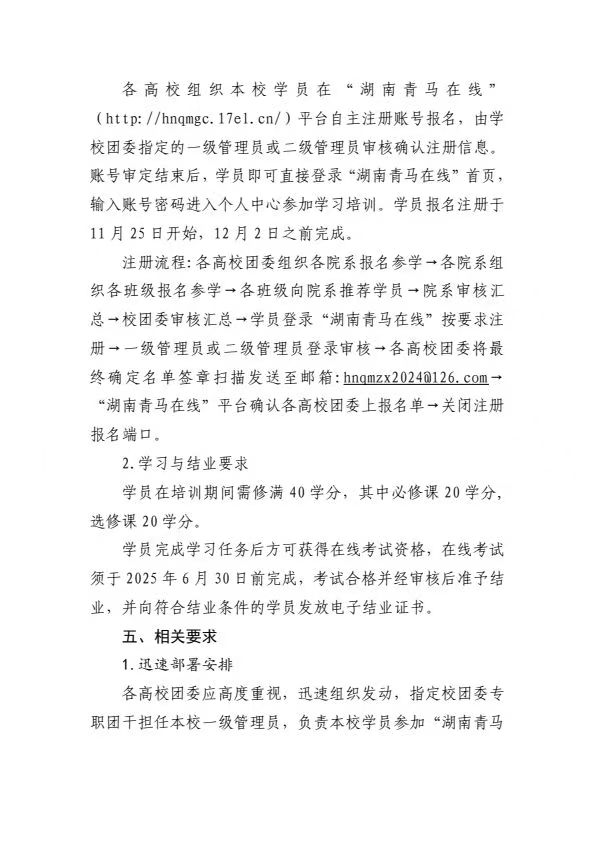 各高校组织本校学员在“湖南青马在线”
（http://hnqmgc.17el.cn/）平台自主注册账号报名，由学
校团委指定的一级管理员或二级管理员审核确认注册信息。
账号审定结束后，学员即可直接登录“湖南青马在线”首页，
输入账号密码进入个人中心参加学习培训。学员报名注册于
11 月 25 日开始，12 月 2 日之前完成。
注册流程：各高校团委组织各院系报名参学→各院系组
织各班级报名参学→各班级向院系推荐学员→院系审核汇
总→校团委审核汇总→学员登录“湖南青马在线”按要求注
册→一级管理员或二级管理员登录审核→各高校团委将最
终确定名单签章扫描发送至邮箱：hnqmzx2024@126.com→
“湖南青马在线”平台确认各高校团委上报名单→关闭注册
报名端口。
2.学习与结业要求
学员在培训期间需修满 40 学分，其中必修课 20 学分，
选修课 20 学分。
学员完成学习任务后方可获得在线考试资格，在线考试
须于 2025 年 6 月 30 日前完成，考试合格并经审核后准予结
业，并向符合结业条件的学员发放电子结业证书。
五、相关要求
1.迅速部署安排
各高校团委应高度重视，迅速组织发动，指定校团委专
职团干担任本校一级管理员，负责本校学员参加“湖南青马